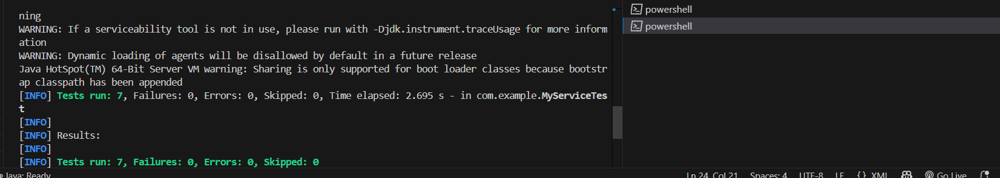 ning
WARNING: If a serviceability tool is not in use, please run with -Djdk.instrument.traceUsage for more inform
ation
WARNING: Dynamic loading of agents will be disallowed by default in a future release
Java HotSpot(TM) 64-Bit Server VM warning: Sharing is only supported for boot loader classes because bootstr
ap classpath has been appended
[INFO] Tests run: 7, Failures: 0, Errors: 0, Skipped: 0, Time elapsed: 2.695 s - in com.example.MyServiceTes
t
[INFO]
[INFO] Results:
[INFO]
[INFO] Tests run: 7, Failures: 0, Errors: 0, Skipped: 0
powershell
powershell
Java: Ready
Ln 24, Col 21
Spaces: 4
UTF-8
LF
{} XML
Go Live